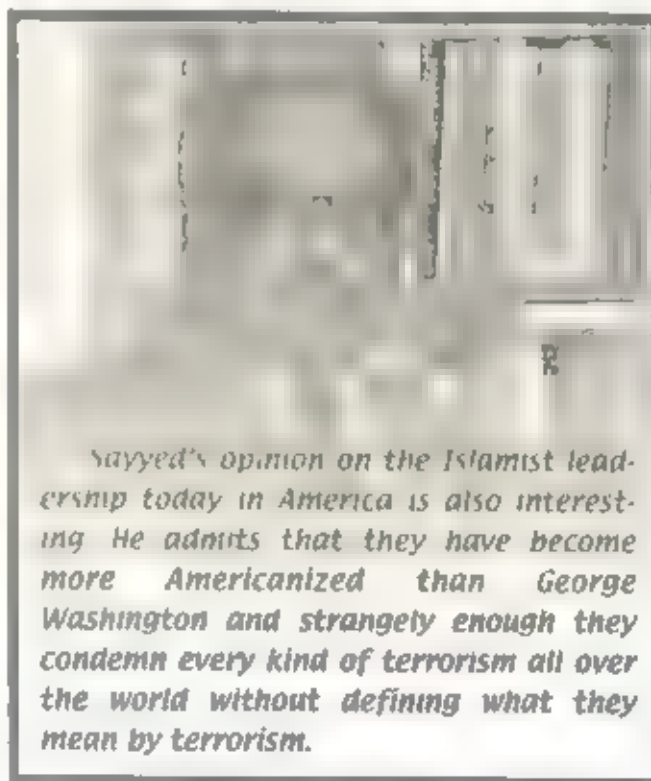 Sayyed's opinion on the Islamist lead-
ership today in America is also interest-
ing He admits that they have become
more Americanized than George
Washington and strangely enough they
condemn every kind of terrorism all over
the world without defining what they
mean by terrorism.